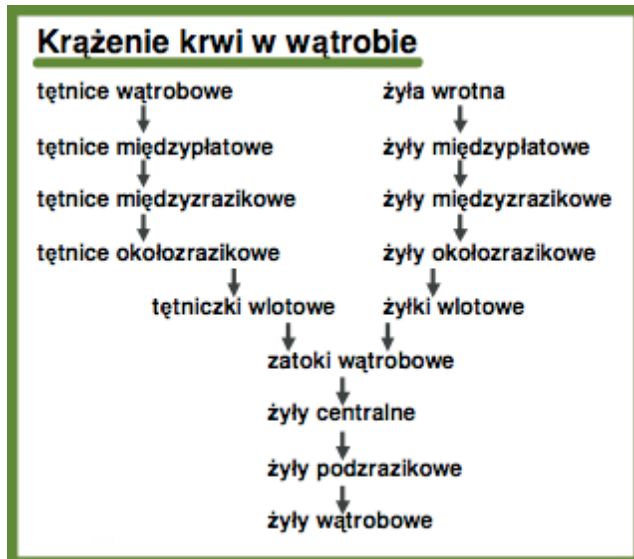 Krążenie krwi w wątrobie
tętnice wątrobowe żyła wrotna
tętnice międzypłatowe żyły międzypłatowe
tętnice międzyzrazikowe żyły międzyzrazikowe
tętnice okołozrazikowe żyły okołozrazikowe
tętniczki wlotowe żyłki wlotowe
zatoki wątrobowe
żyły centralne
żyły podzrazikowe
żyły wątrobowe